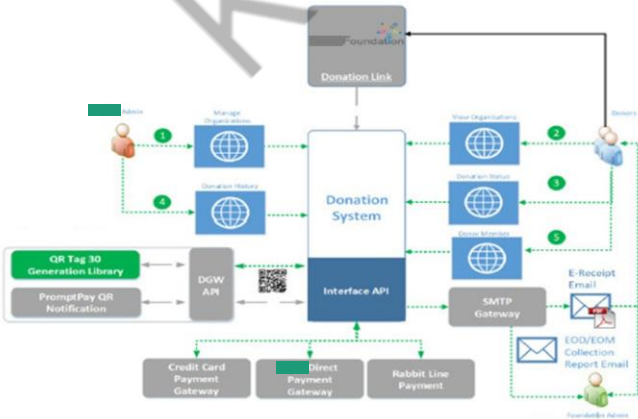 Foundation
Donation Link
Admin
Manage
Organizations
1
View Organizations
2
Donors
Donation History
4
Donation
System
Donation Status
3
Donor Member
5
QR Tag 30
Generation Library
PromptPay QR
Notification
DGW
API
Interface API
SMTP
Gateway
E-Receipt
Email
PDF
EOD/EOM
Collection
Report Email
Credit Card
Payment
Gateway
Direct
Payment
Gateway
Rabbit Line
Payment
Foundation Admin